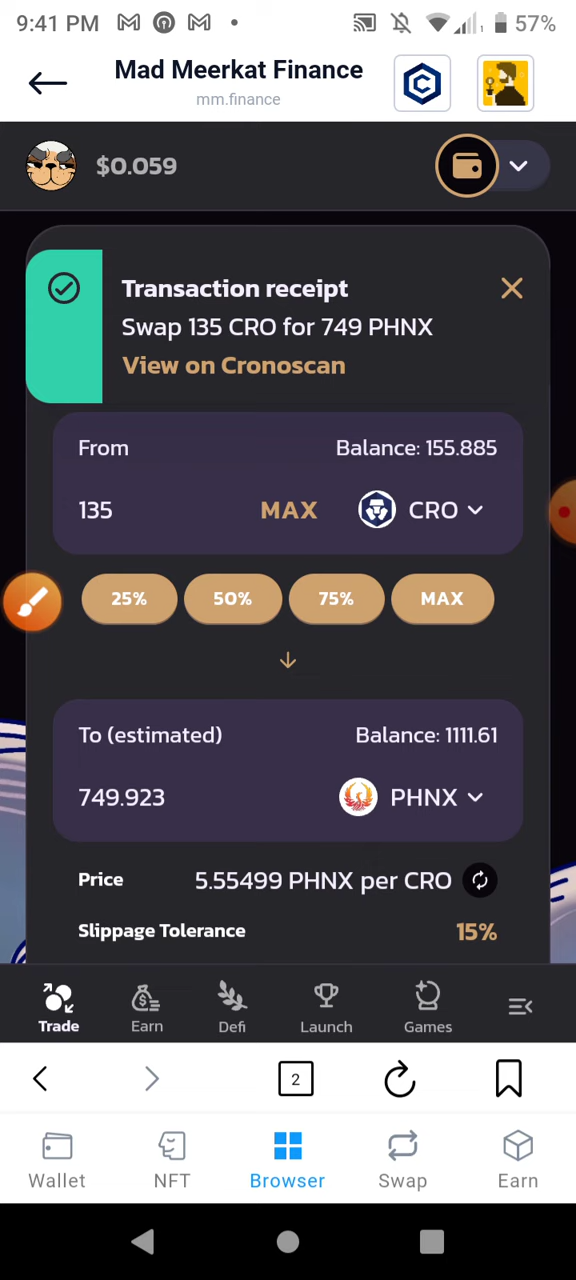 9:41 PM 57%
Mad Meerkat Finance
mm.finance
$0.059
Transaction receipt
Swap 135 CRO for 749 PHNX
View on Cronoscan
From Balance: 155.885
135 MAX CRO
25% 50% 75% MAX
To (estimated) Balance: 1111.61
749.923 PHNX
Price 5.55499 PHNX per CRO
Slippage Tolerance 15%
Trade Earn Defi Launch Games
2
Wallet NFT Browser Swap Earn